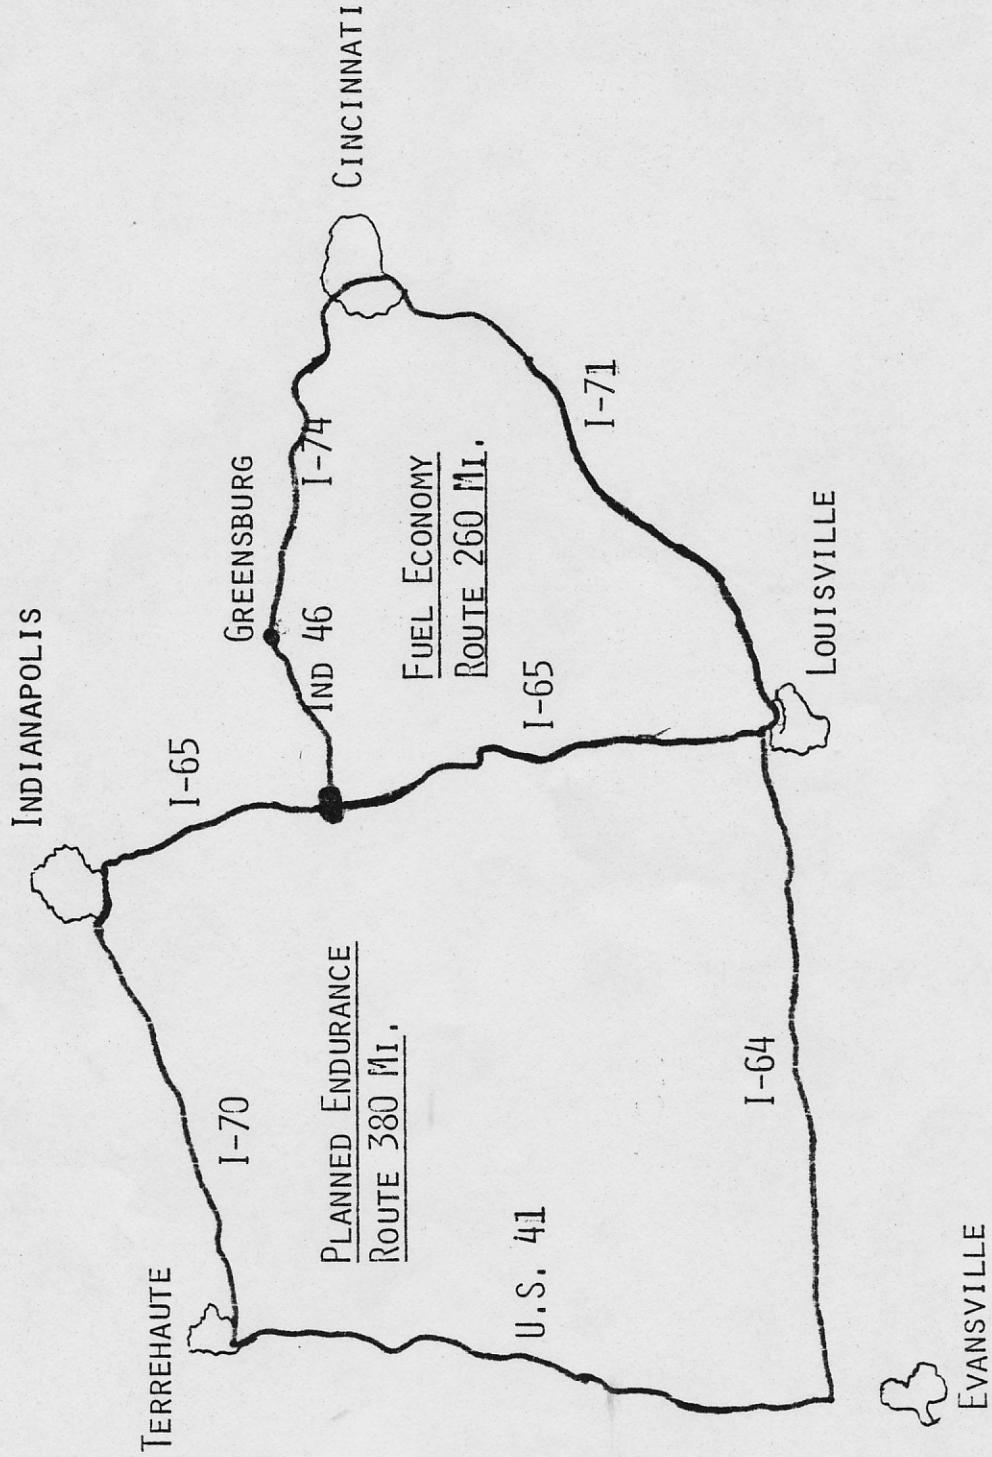 INDIANAPOLIS
TERREHAUTE
I-70
I-65
GREENSBURG
IND 46
I-74
CINCINNATI
PLANNED ENDURANCE
ROUTE 380 MI.
FUEL ECONOMY
ROUTE 260 MI.
U.S. 41
I-65
I-71
I-64
LOUISVILLE
EVANSVILLE